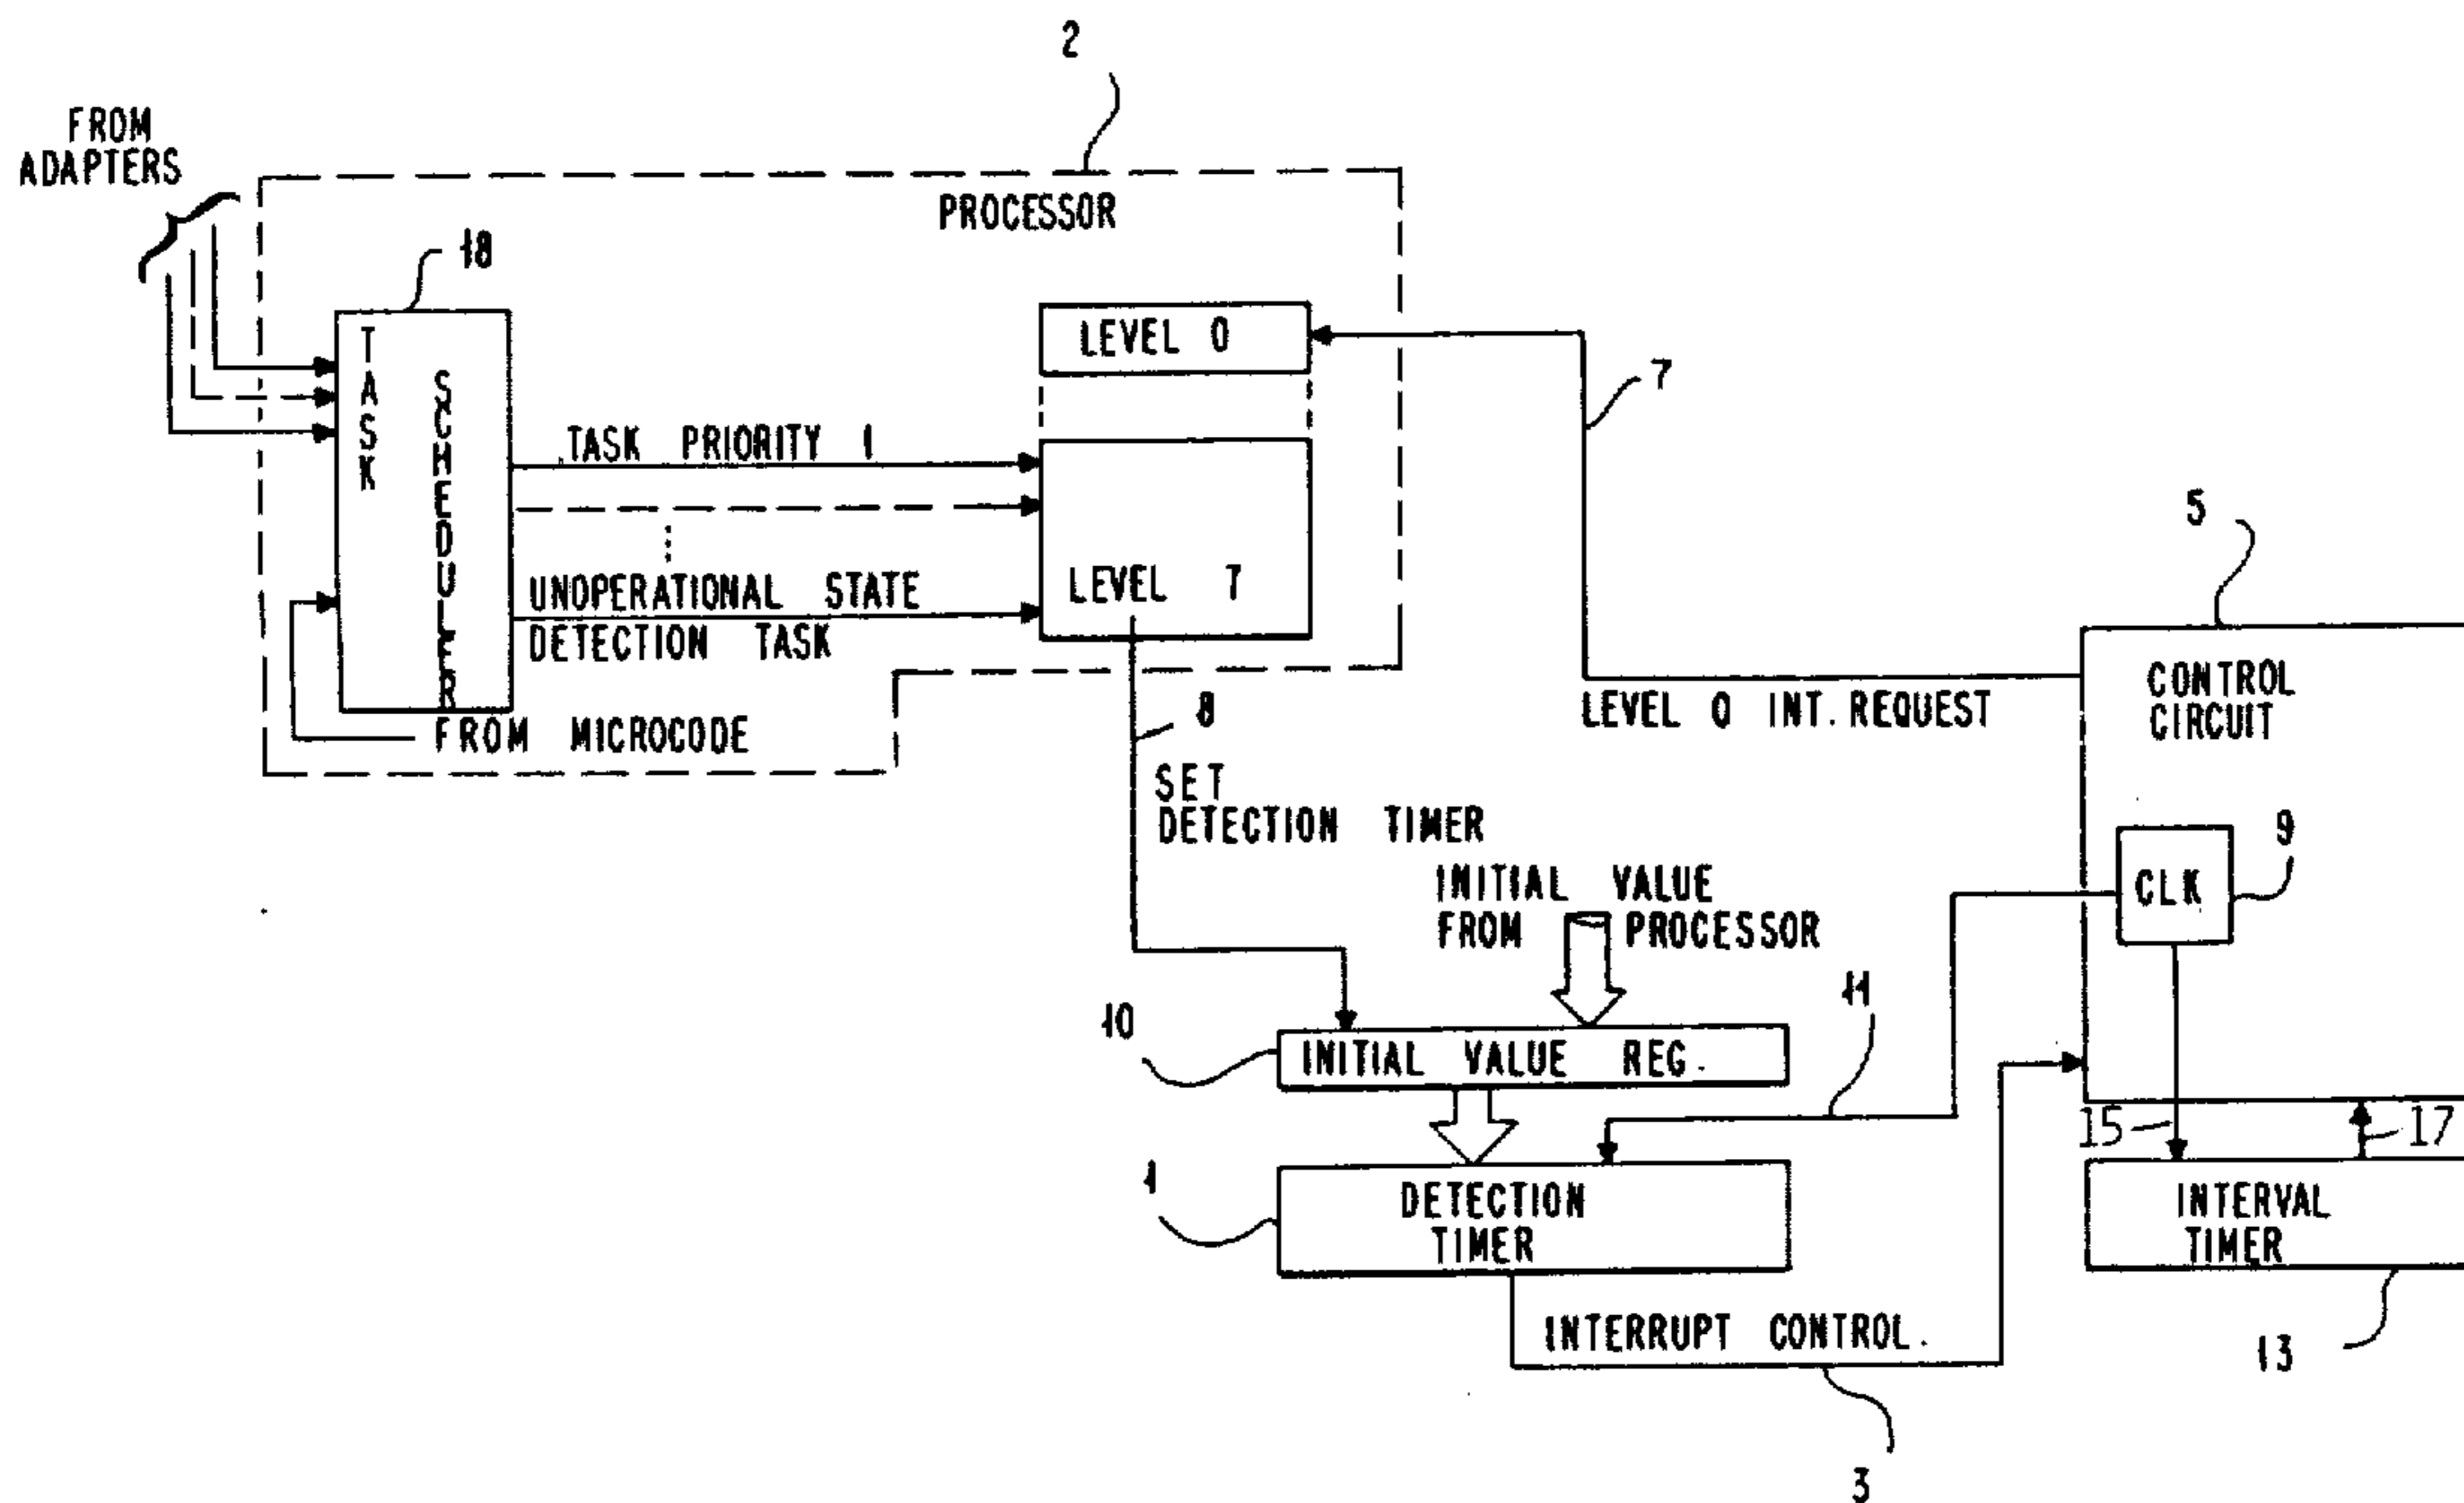 2
FROM
ADAPTERS
PROCESSOR
18
TASK
SCHEDULER
LEVEL 0
7
TASK PRIORITY 1
5
LEVEL 7
UNOPERATIONAL STATE
DETECTION TASK
CONTROL
CIRCUIT
LEVEL 0 INT. REQUEST
FROM MICROCODE
8
SET
DETECTION TIMER
9
CLK
INITIAL VALUE
FROM PROCESSOR
11
10
INITIAL VALUE REG.
15
17
1
DETECTION
TIMER
INTERVAL
TIMER
INTERRUPT CONTROL.
13
3